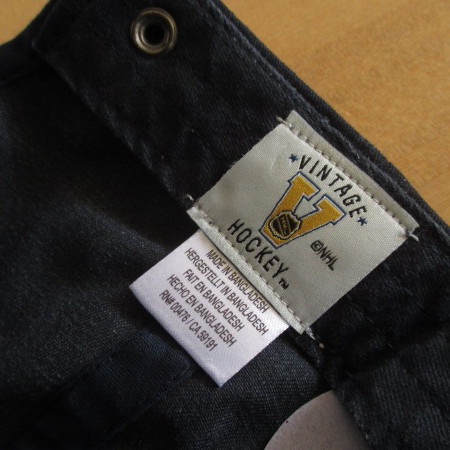 *VINTAGE*
V
HOCKEY™
©NHL
MADE IN BANGLADESH
HERGESTELLT IN BANGLADESH
FAIT EN BANGLADESH
HECHO EN BANGLADESH
RN# 00476 / CA 59191